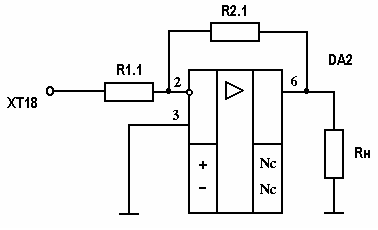 R2.1
DA2
R1.1
2
6
XT18
3
+ Nc
− Nc
Rн